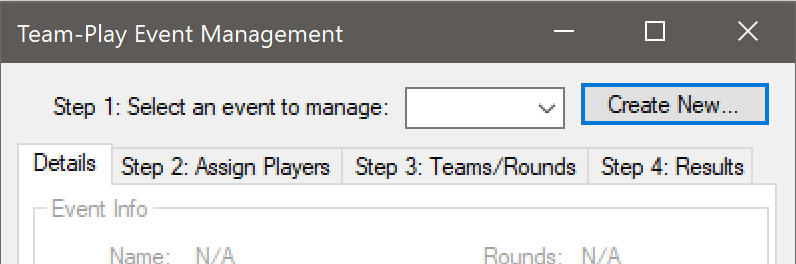 Team-Play Event Management
Step 1: Select an event to manage: Create New...
Details Step 2: Assign Players Step 3: Teams/Rounds Step 4: Results
Event Info
Name: N/A Rounds: N/A